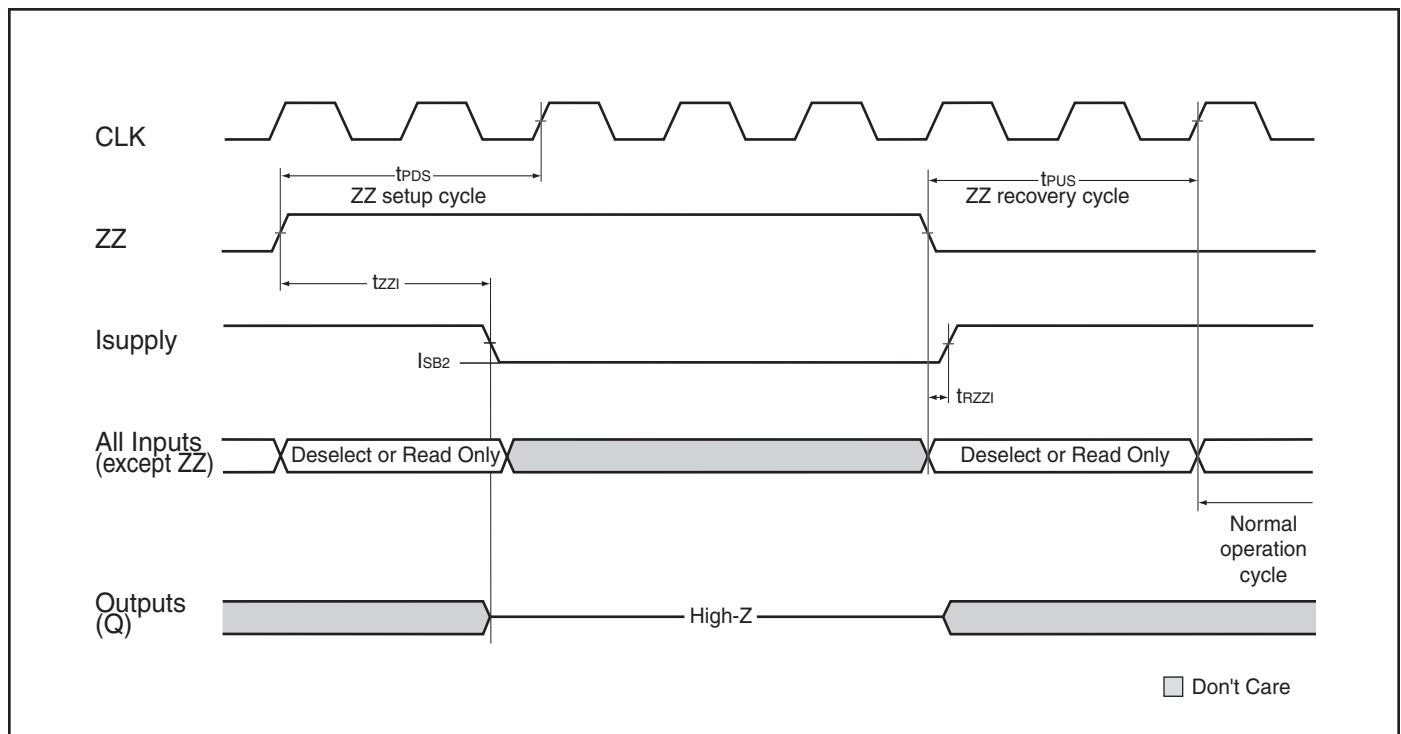 CLK
tPDS
ZZ setup cycle
tPUS
ZZ recovery cycle
ZZ
tZZI
Isupply
ISB2
tRZZI
All Inputs
(except ZZ)
Deselect or Read Only
Deselect or Read Only
Normal
operation
cycle
Outputs
(Q)
High-Z
Don't Care